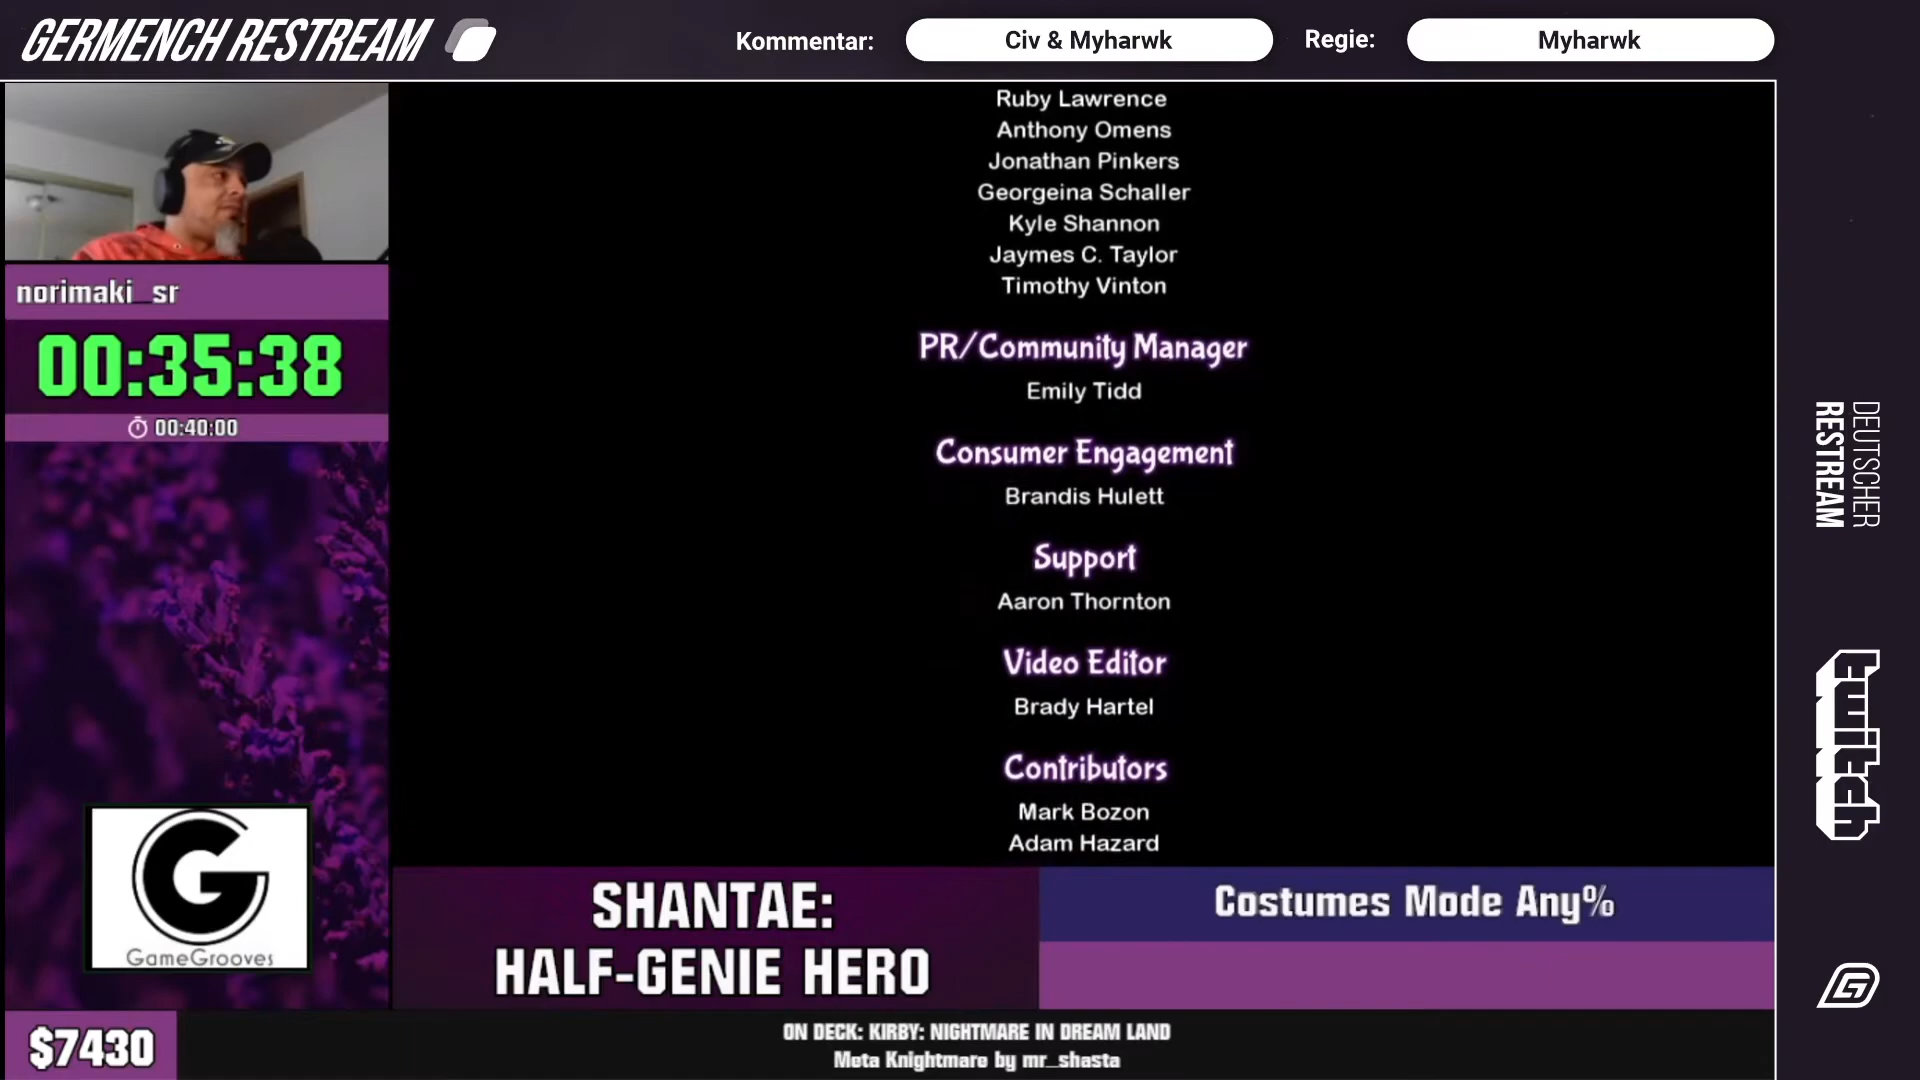 GERMENCH RESTREAM
Kommentar:
Civ & Myharwk
Regie:
Myharwk
norimaki_sr
00:35:38
00:40:00
GameGrooves
$7430
Ruby Lawrence
Anthony Omens
Jonathan Pinkers
Georgeina Schaller
Kyle Shannon
Jaymes C. Taylor
Timothy Vinton
PR/Community Manager
Emily Tidd
Consumer Engagement
Brandis Hulett
Support
Aaron Thornton
Video Editor
Brady Hartel
Contributors
Mark Bozon
Adam Hazard
SHANTAE:
HALF-GENIE HERO
Costumes Mode Any%
ON DECK: KIRBY: NIGHTMARE IN DREAM LAND
Meta Knightmare by mr_shasta
DEUTSCHER
RESTREAM
twitch